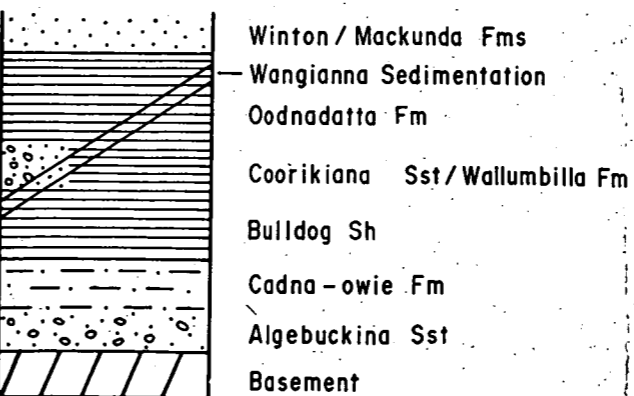 Winton / Mackunda Fms
Wangianna Sedimentation
Oodnadatta Fm
Coorikiana Sst/Wallumbilla Fm
Bulldog Sh
Cadna-owie Fm
Algebuckina Sst
Basement